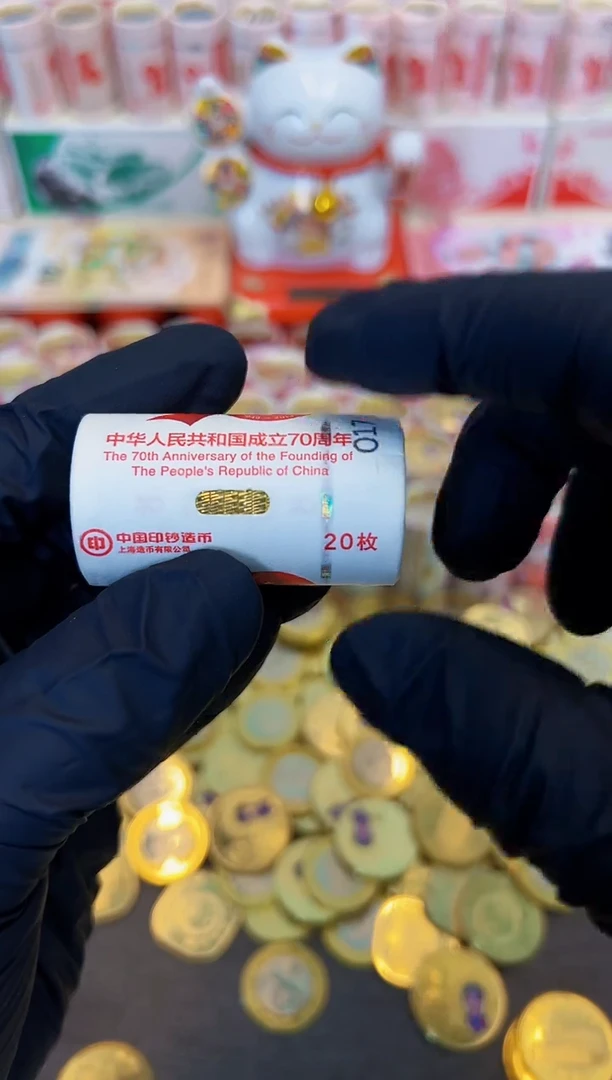 中华人民共和国成立70周年
The 70th Anniversary of the Founding of
The People's Republic of China
017
印 中国印钞造币
上海造币有限公司
20枚